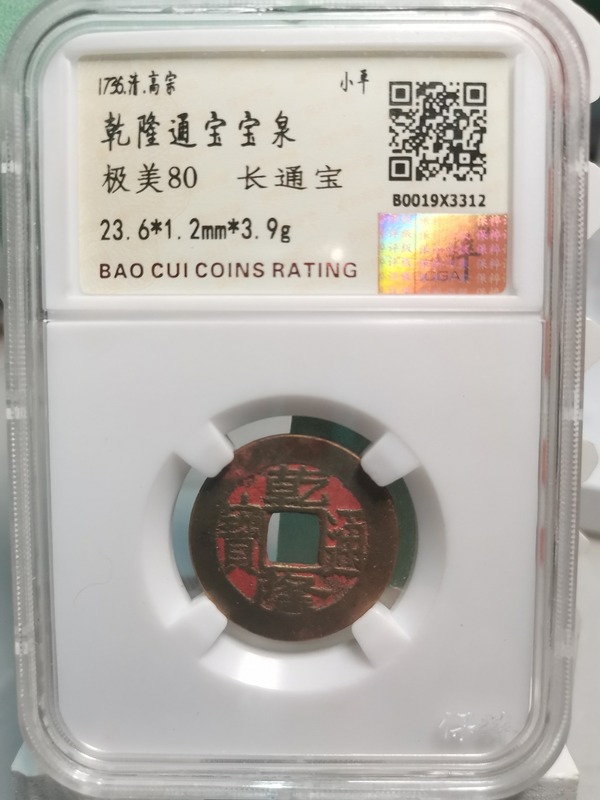 1736.清.高宗 小平
乾隆通宝宝泉
极美80 长通宝
B0019X3312
23.6*1.2mm*3.9g
BAO CUI COINS RATING
CGA
乾
寶 通
隆